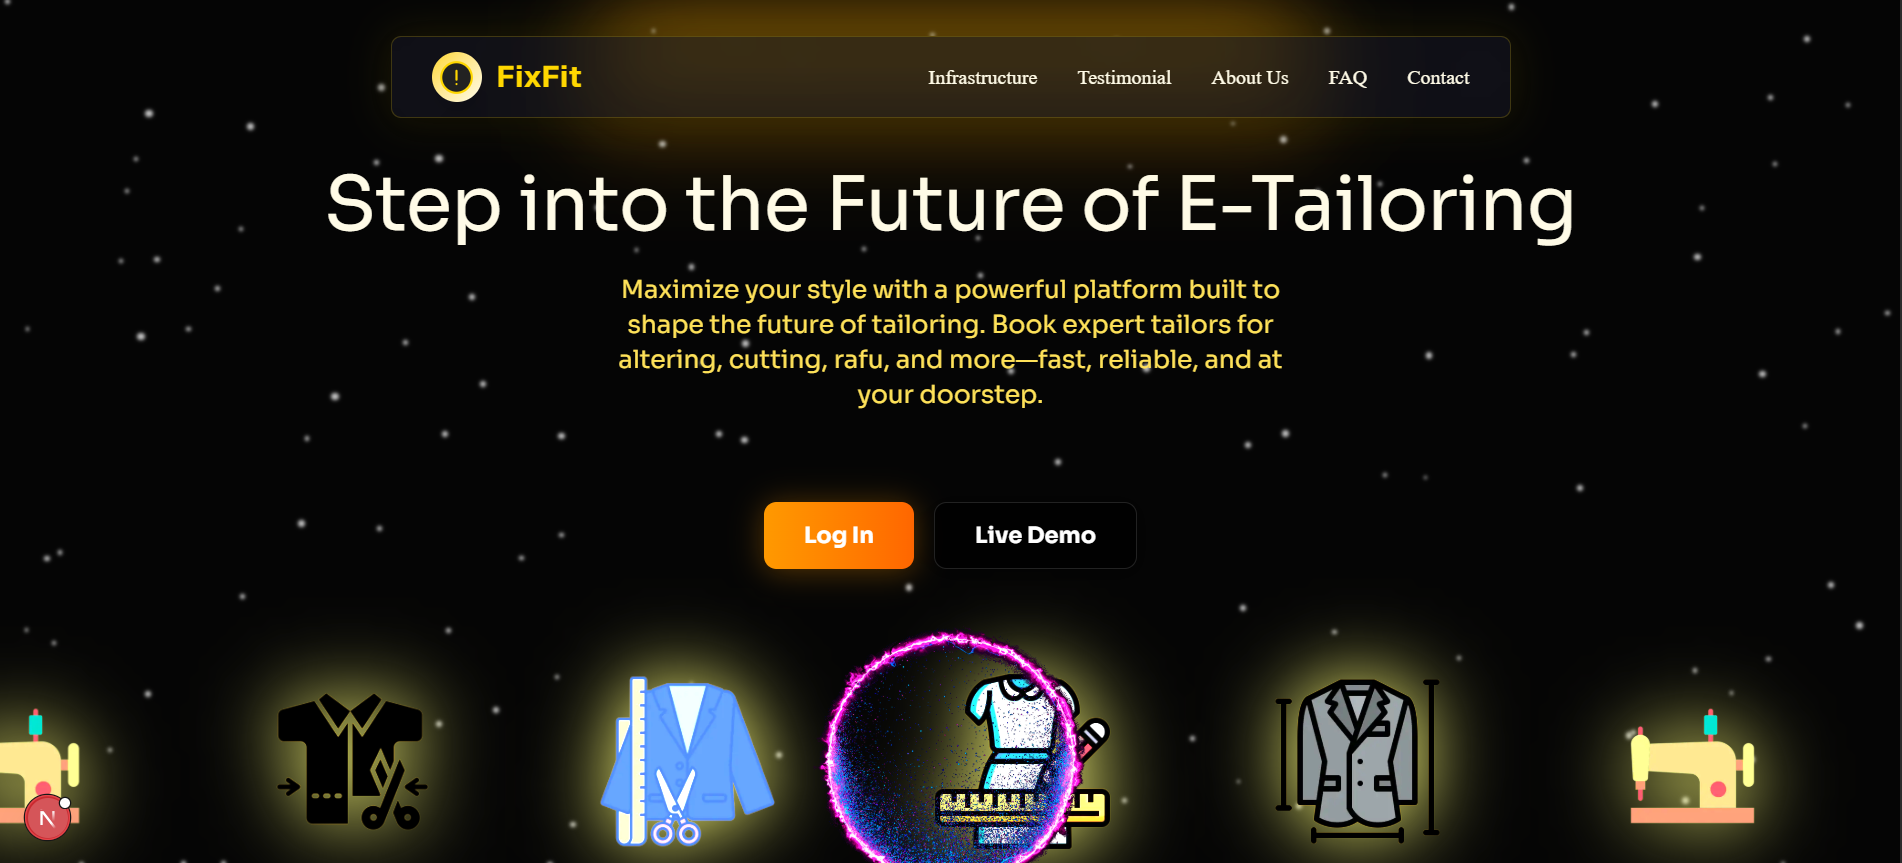 !
FixFit
Infrastructure Testimonial About Us FAQ Contact
Step into the Future of E-Tailoring
Maximize your style with a powerful platform built to
shape the future of tailoring. Book expert tailors for
altering, cutting, rafu, and more—fast, reliable, and at
your doorstep.
Log In
Live Demo
N